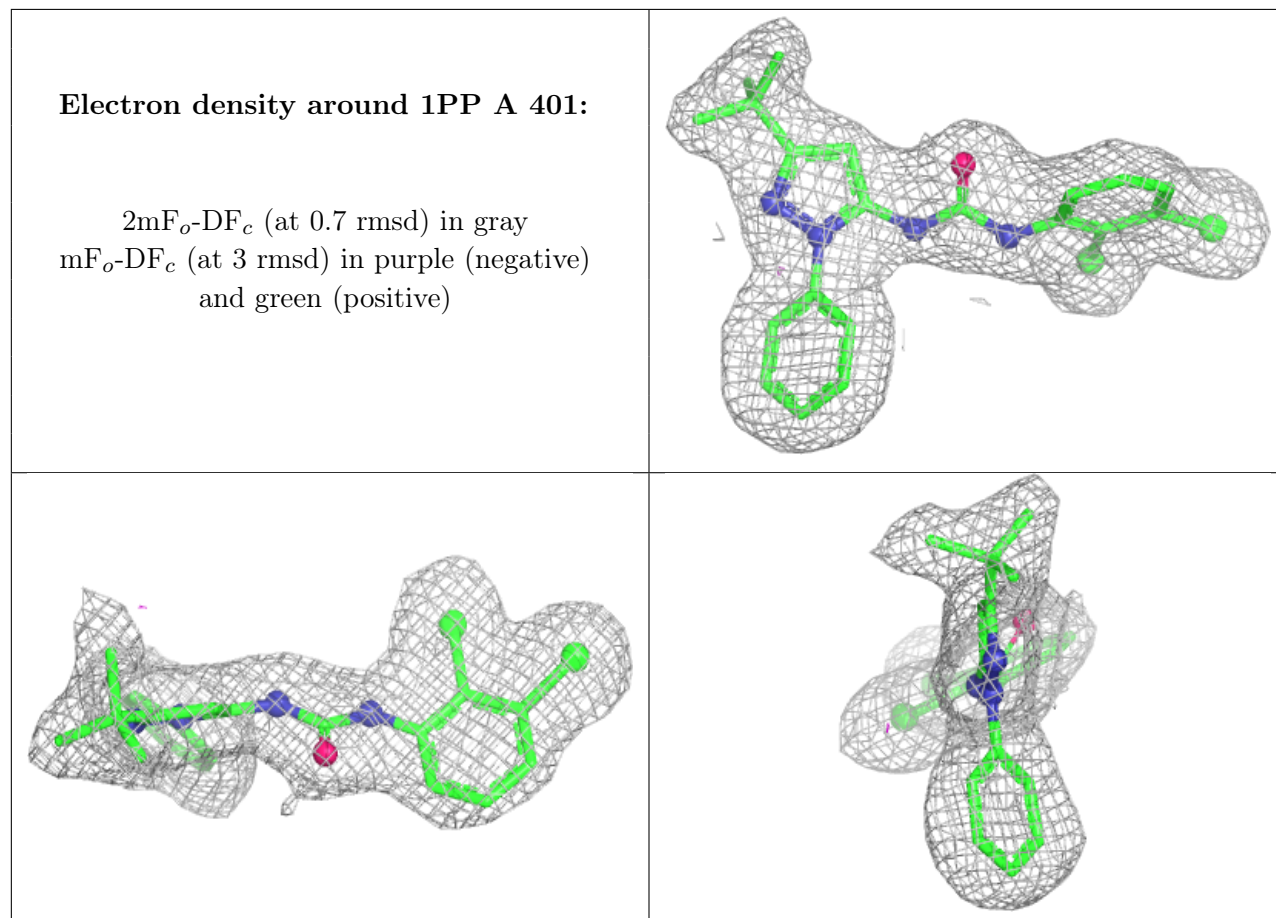 Electron density around 1PP A 401:
2mFo-DFc (at 0.7 rmsd) in gray
mFo-DFc (at 3 rmsd) in purple (negative)
and green (positive)